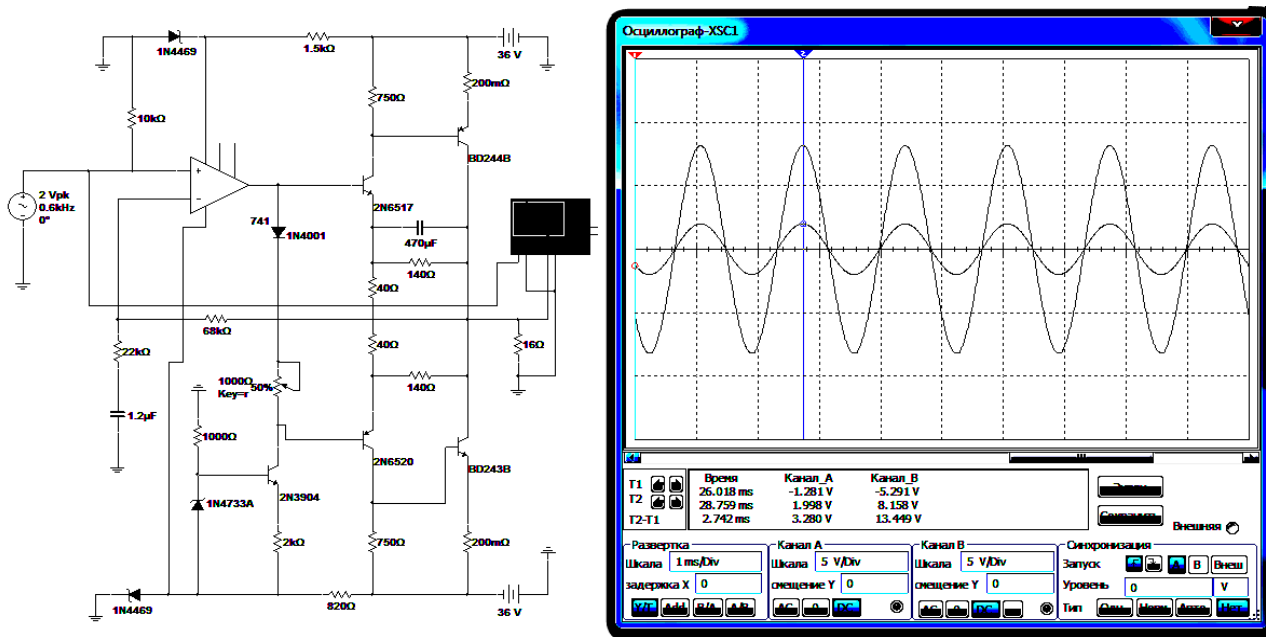 1N4469
1.5kΩ
36 V
10kΩ
750Ω
200mΩ
BD244B
2 Vpk
0.6kHz
0°
+
−
741
1N4001
2N6517
470µF
140Ω
40Ω
68kΩ
22kΩ
40Ω
16Ω
1000Ω
50%
Key=r
140Ω
1.2µF
1000Ω
2N6520
BD243B
1N4733A
2N3904
2kΩ
750Ω
200mΩ
1N4469
820Ω
36 V
Осциллограф-XSC1
1
2
T1
T2
T2-T1
Время Канал_A Канал_B
26.018 ms -1.281 V -5.291 V
28.759 ms 1.998 V 8.158 V
2.742 ms 3.280 V 13.449 V
Внешняя
Развертка
Шкала 1 ms/Div
задержка X 0
Y/T Add B/A A/B
Канал A
Шкала 5 V/Div
смещение Y 0
AC 0 DC
Канал B
Шкала 5 V/Div
смещение Y 0
AC 0 DC
Синхронизация
Запуск A B Внеш
Уровень 0 V
Тип